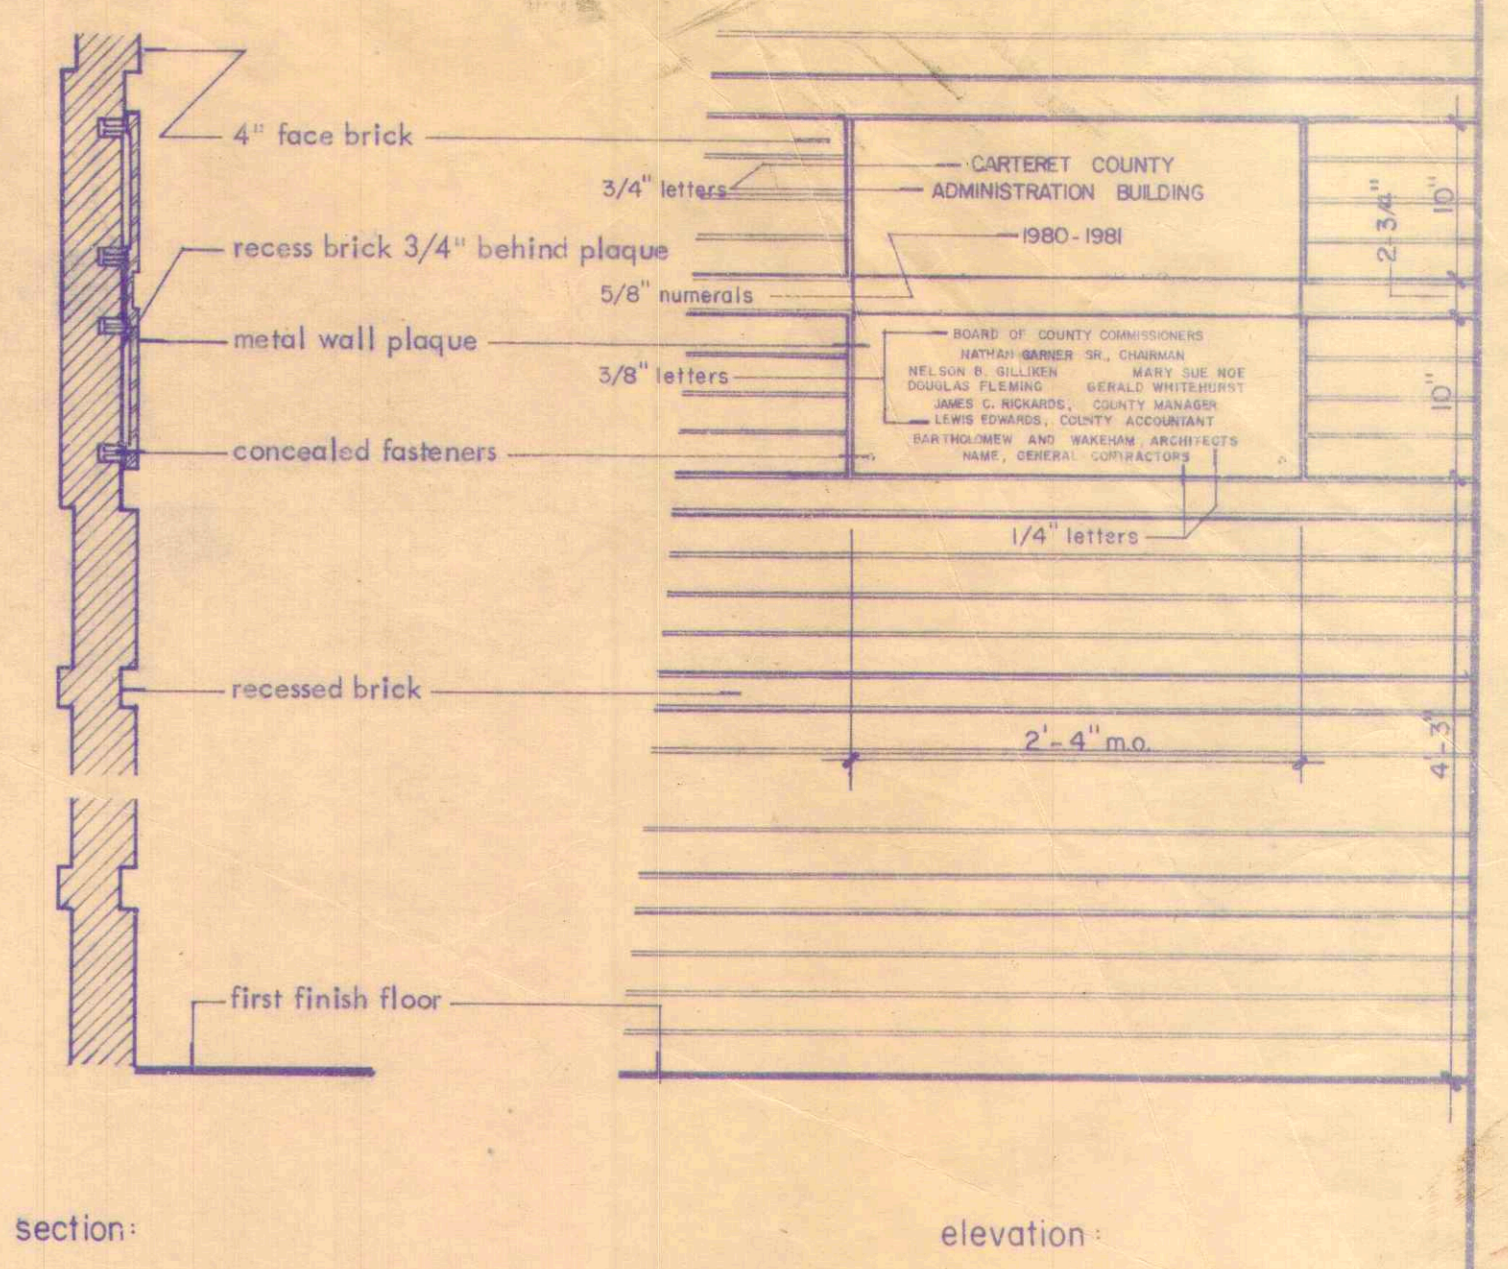 4" face brick
3/4" letters
recess brick 3/4" behind plaque
5/8" numerals
metal wall plaque
3/8" letters
concealed fasteners
recessed brick
first finish floor
section:
CARTERET COUNTY
ADMINISTRATION BUILDING
1980-1981
BOARD OF COUNTY COMMISSIONERS
NATHAN GARNER SR., CHAIRMAN
NELSON B. GILLIKEN MARY SUE NOE
DOUGLAS FLEMING GERALD WHITEHURST
JAMES C. RICKARDS, COUNTY MANAGER
LEWIS EDWARDS, COUNTY ACCOUNTANT
BARTHOLOMEW AND WAKEHAM, ARCHITECTS
NAME, GENERAL CONTRACTORS
1/4" letters
2'-4" m.o.
10"
2-3/4"
10"
4'-3"
elevation: